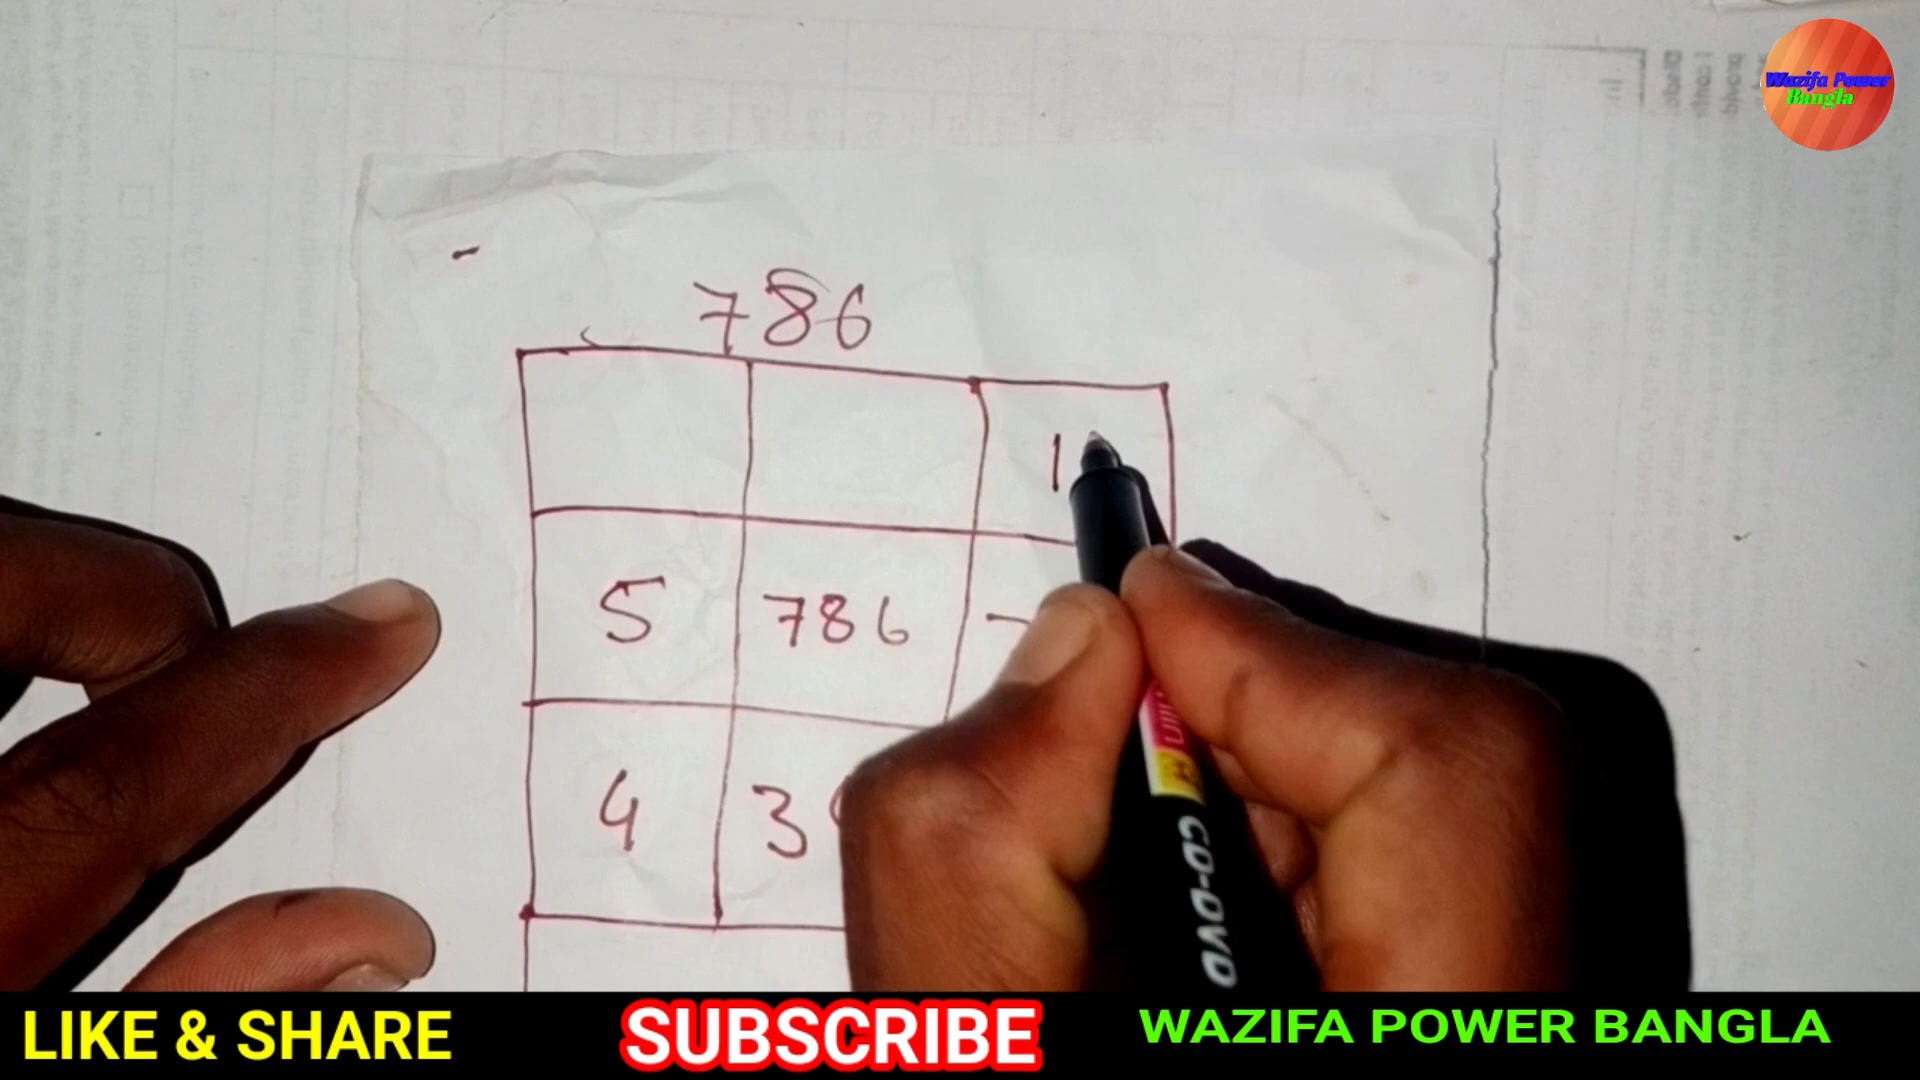 Wazifa Power
Bangla
786
1
5 786
4 3
CD-DVD
LIKE & SHARE SUBSCRIBE WAZIFA POWER BANGLA